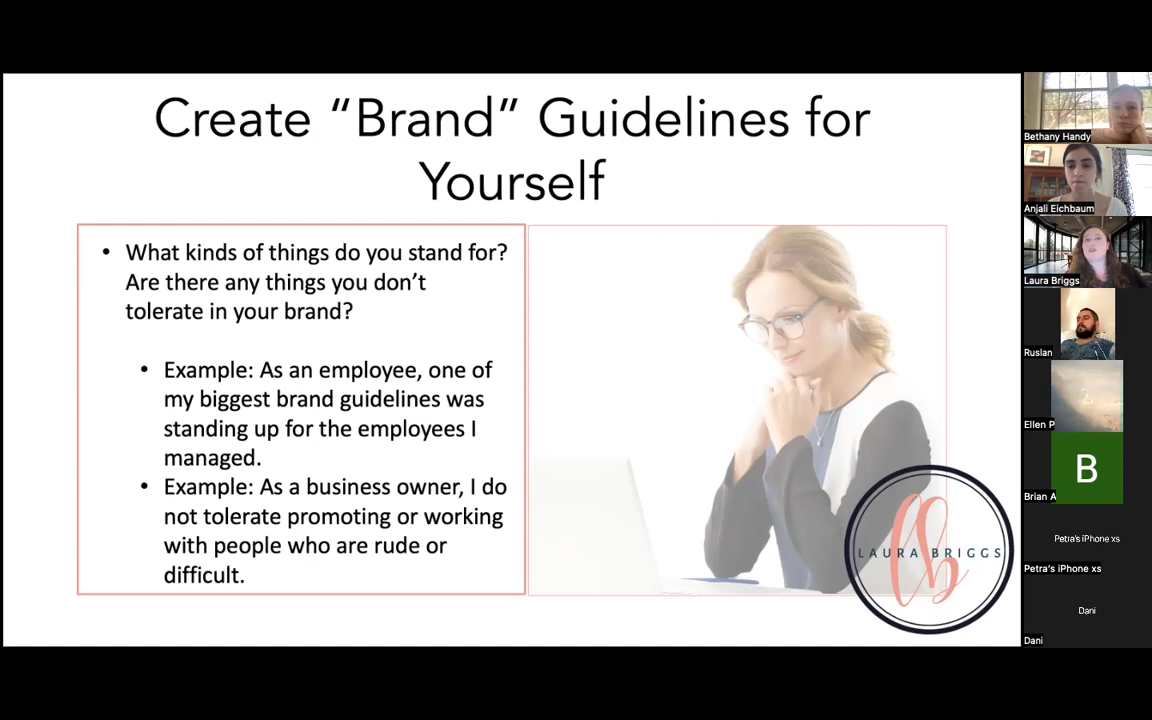 Create “Brand” Guidelines for
Yourself
• What kinds of things do you stand for?
Are there any things you don’t
tolerate in your brand?
• Example: As an employee, one of
my biggest brand guidelines was
standing up for the employees I
managed.
• Example: As a business owner, I do
not tolerate promoting or working
with people who are rude or
difficult.
LAURA BRIGGS
lb
Bethany Handy
Anjali Eichbaum
Laura Briggs
Ruslan
Ellen P
B
Brian A
Petra's iPhone xs
Petra's iPhone xs
Dani
Dani